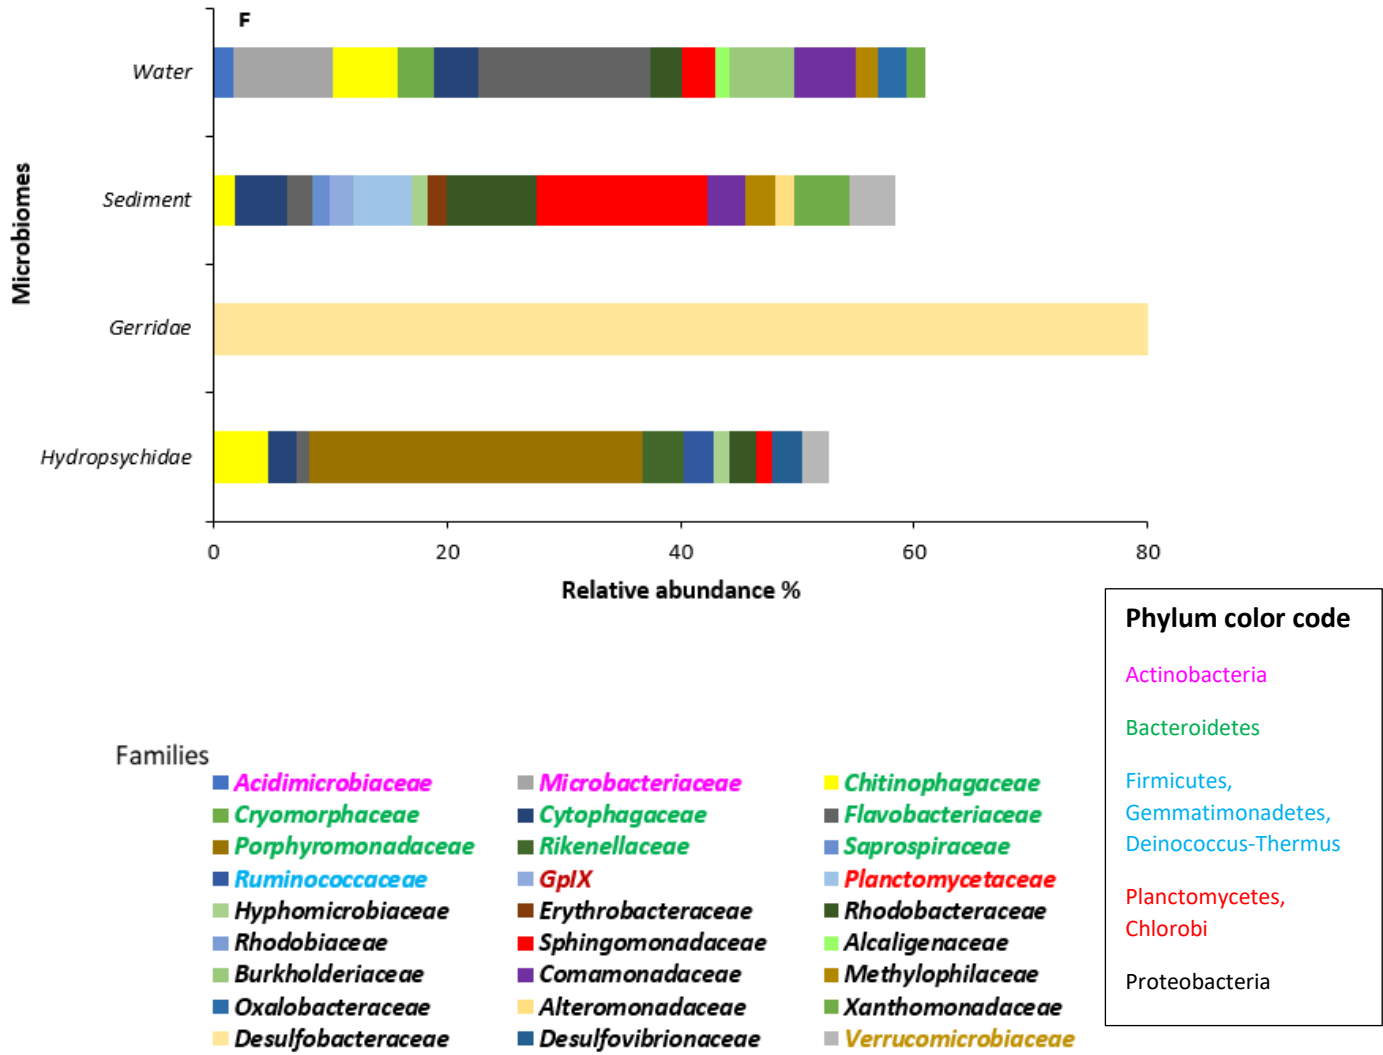 F
Water
Sediment
Gerridae
Hydropsychidae
Microbiomes
0 20 40 60 80
Relative abundance %
Phylum color code
Actinobacteria
Bacteroidetes
Firmicutes,
Gemmatimonadetes,
Deinococcus-Thermus
Planctomycetes,
Chlorobi
Proteobacteria
Families
Acidimicrobiaceae Microbacteriaceae Chitinophagaceae
Cryomorphaceae Cytophagaceae Flavobacteriaceae
Porphyromonadaceae Rikenellaceae Saprospiraceae
Ruminococcaceae GpIX Planctomycetaceae
Hyphomicrobiaceae Erythrobacteraceae Rhodobacteraceae
Rhodobiaceae Sphingomonadaceae Alcaligenaceae
Burkholderiaceae Comamonadaceae Methylophilaceae
Oxalobacteraceae Alteromonadaceae Xanthomonadaceae
Desulfobacteraceae Desulfovibrionaceae Verrucomicrobiaceae